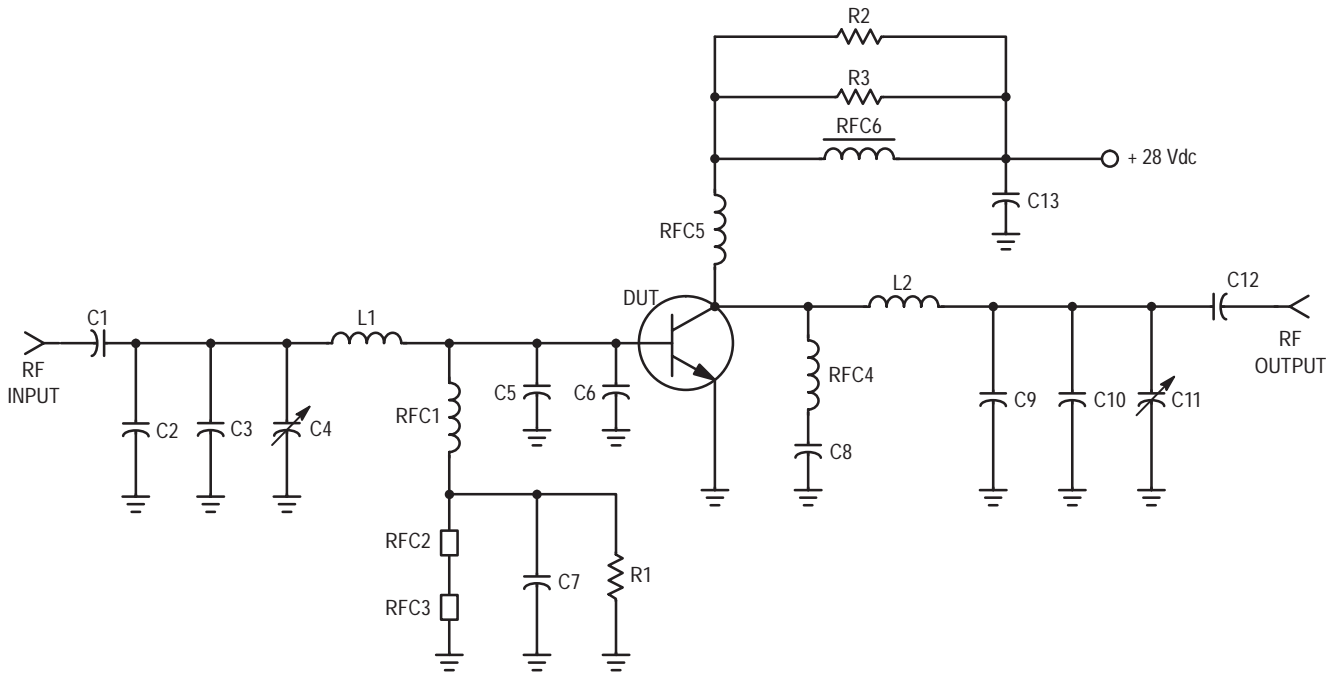 R2
R3
RFC6
+ 28 Vdc
C13
RFC5
DUT
L2
C12
C1
L1
RF
INPUT
RF
OUTPUT
C2
C3
C4
RFC1
C5
C6
RFC4
C8
C9
C10
C11
RFC2
RFC3
C7
R1